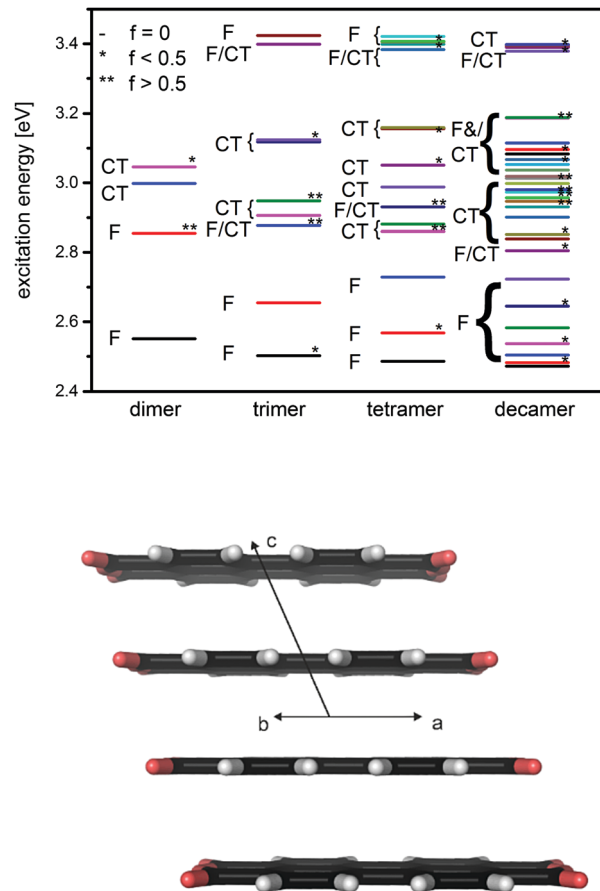 excitation energy [eV]
3.4
3.2
3.0
2.8
2.6
2.4
- f = 0
* f < 0.5
** f > 0.5
CT *
CT
F **
F
F
F/CT
CT { *
CT { **
F/CT **
F
F *
F { *
F/CT{ *
CT { *
CT *
CT
F/CT **
CT { **
F
F *
F
CT *
F/CT *
F&/ { **
CT *
*
**
CT { **
**
*
F/CT *
F { *
*
*
dimer
trimer
tetramer
decamer
c
b
a